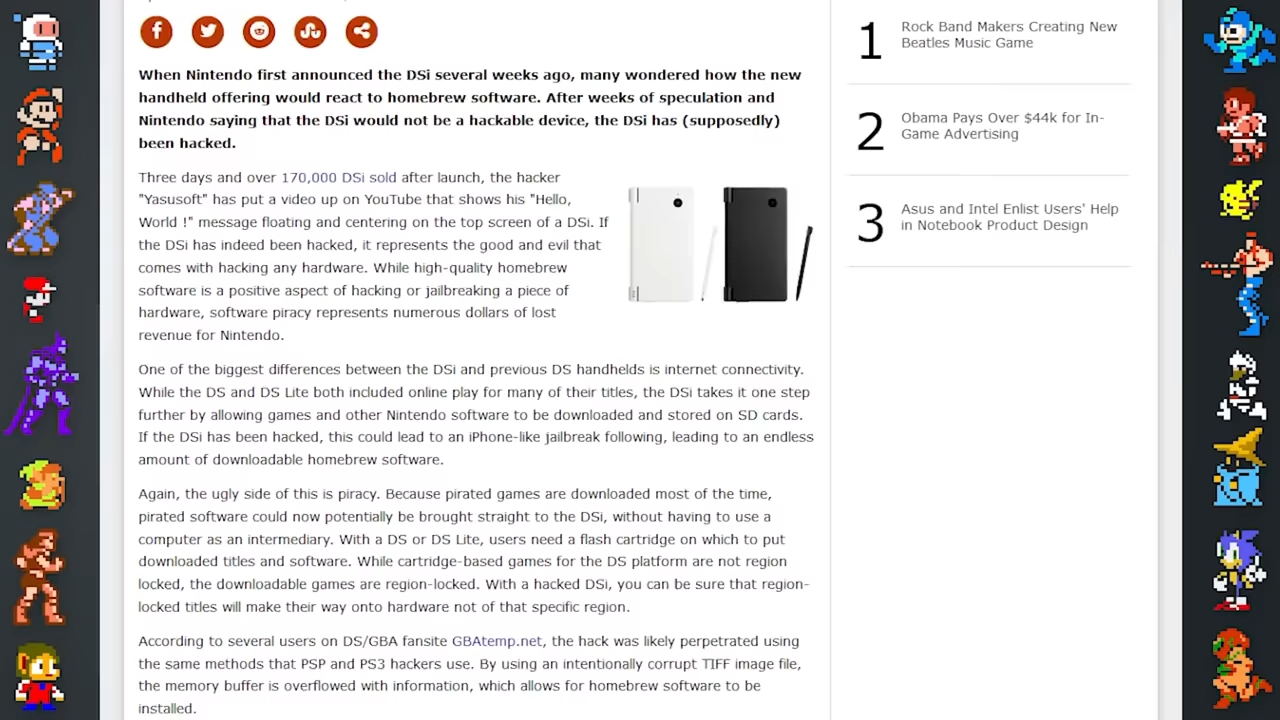 When Nintendo first announced the DSi several weeks ago, many wondered how the new
handheld offering would react to homebrew software. After weeks of speculation and
Nintendo saying that the DSi would not be a hackable device, the DSi has (supposedly)
been hacked.
Three days and over 170,000 DSi sold after launch, the hacker
"Yasusoft" has put a video up on YouTube that shows his "Hello,
World !" message floating and centering on the top screen of a DSi. If
the DSi has indeed been hacked, it represents the good and evil that
comes with hacking any hardware. While high-quality homebrew
software is a positive aspect of hacking or jailbreaking a piece of
hardware, software piracy represents numerous dollars of lost
revenue for Nintendo.
One of the biggest differences between the DSi and previous DS handhelds is internet connectivity.
While the DS and DS Lite both included online play for many of their titles, the DSi takes it one step
further by allowing games and other Nintendo software to be downloaded and stored on SD cards.
If the DSi has been hacked, this could lead to an iPhone-like jailbreak following, leading to an endless
amount of downloadable homebrew software.
Again, the ugly side of this is piracy. Because pirated games are downloaded most of the time,
pirated software could now potentially be brought straight to the DSi, without having to use a
computer as an intermediary. With a DS or DS Lite, users need a flash cartridge on which to put
downloaded titles and software. While cartridge-based games for the DS platform are not region
locked, the downloadable games are region-locked. With a hacked DSi, you can be sure that region-
locked titles will make their way onto hardware not of that specific region.
According to several users on DS/GBA fansite GBAtemp.net, the hack was likely perpetrated using
the same methods that PSP and PS3 hackers use. By using an intentionally corrupt TIFF image file,
the memory buffer is overflowed with information, which allows for homebrew software to be
installed.
1
Rock Band Makers Creating New
Beatles Music Game
2
Obama Pays Over $44k for In-
Game Advertising
3
Asus and Intel Enlist Users' Help
in Notebook Product Design